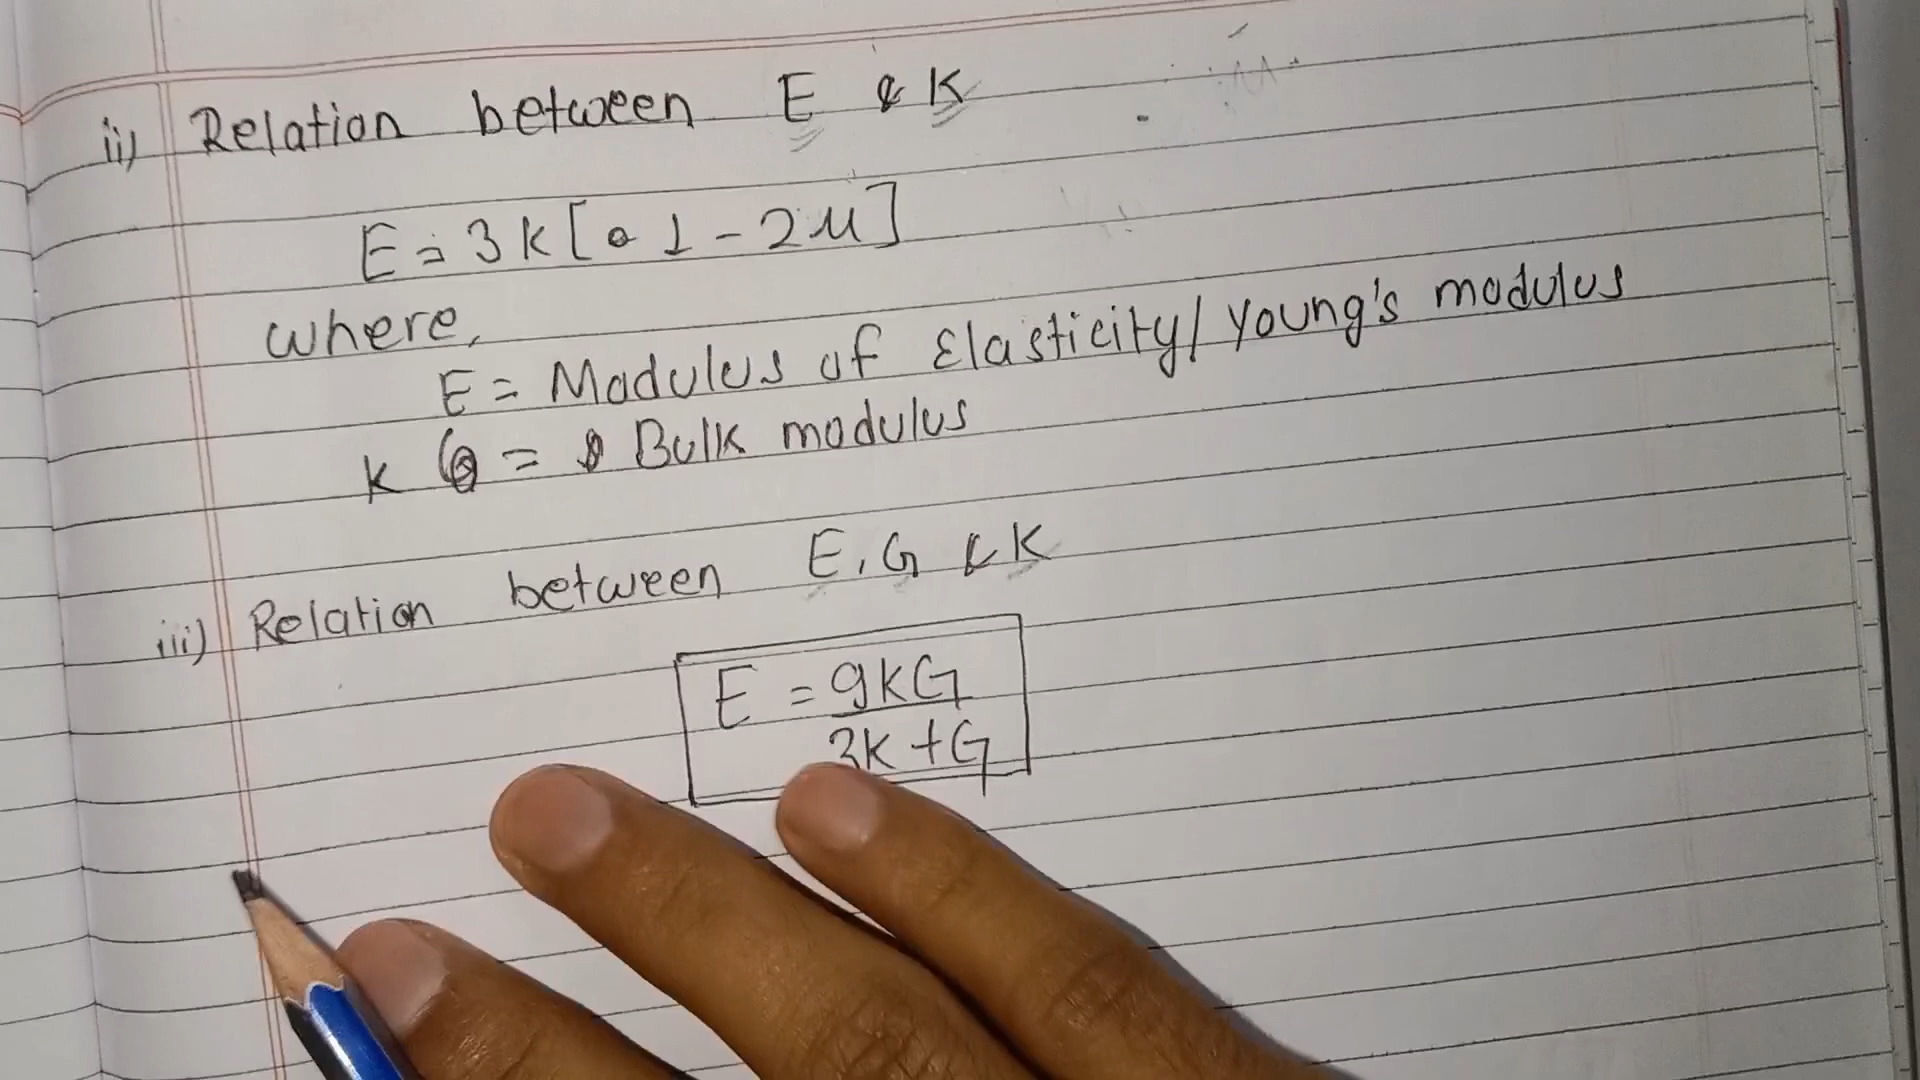 ii) Relation between E & K
E = 3K[1 - 2μ]
where,
E = Modulus of Elasticity/Young's modulus
K = Bulk modulus
iii) Relation between E, G & K
E = 9KG
3K + G